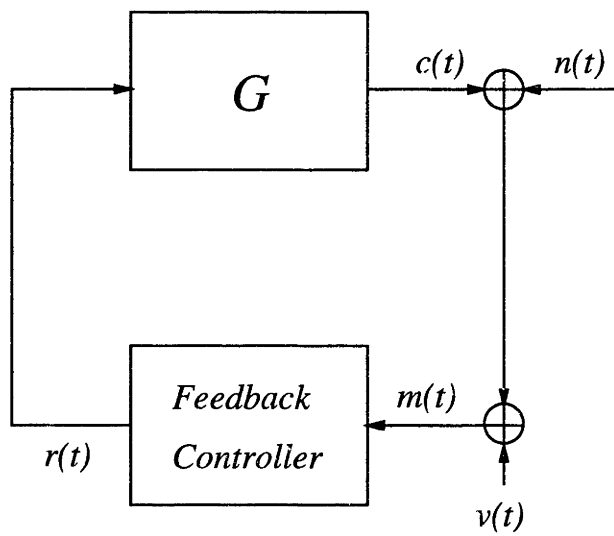 G
c(t)
n(t)
Feedback
Controller
m(t)
r(t)
v(t)